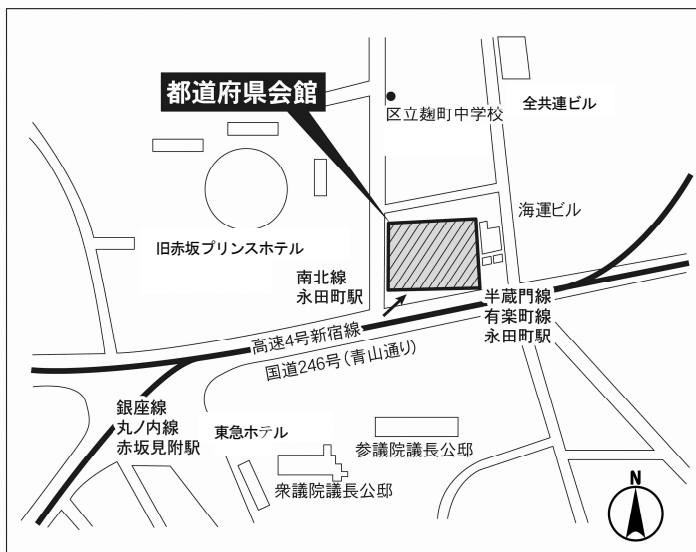 都道府県会館
区立麹町中学校
全共連ビル
海運ビル
旧赤坂プリンスホテル
南北線
永田町駅
半蔵門線
有楽町線
永田町駅
高速4号新宿線
国道246号(青山通り)
銀座線
丸ノ内線
赤坂見附駅
東急ホテル
参議院議長公邸
衆議院議長公邸
N